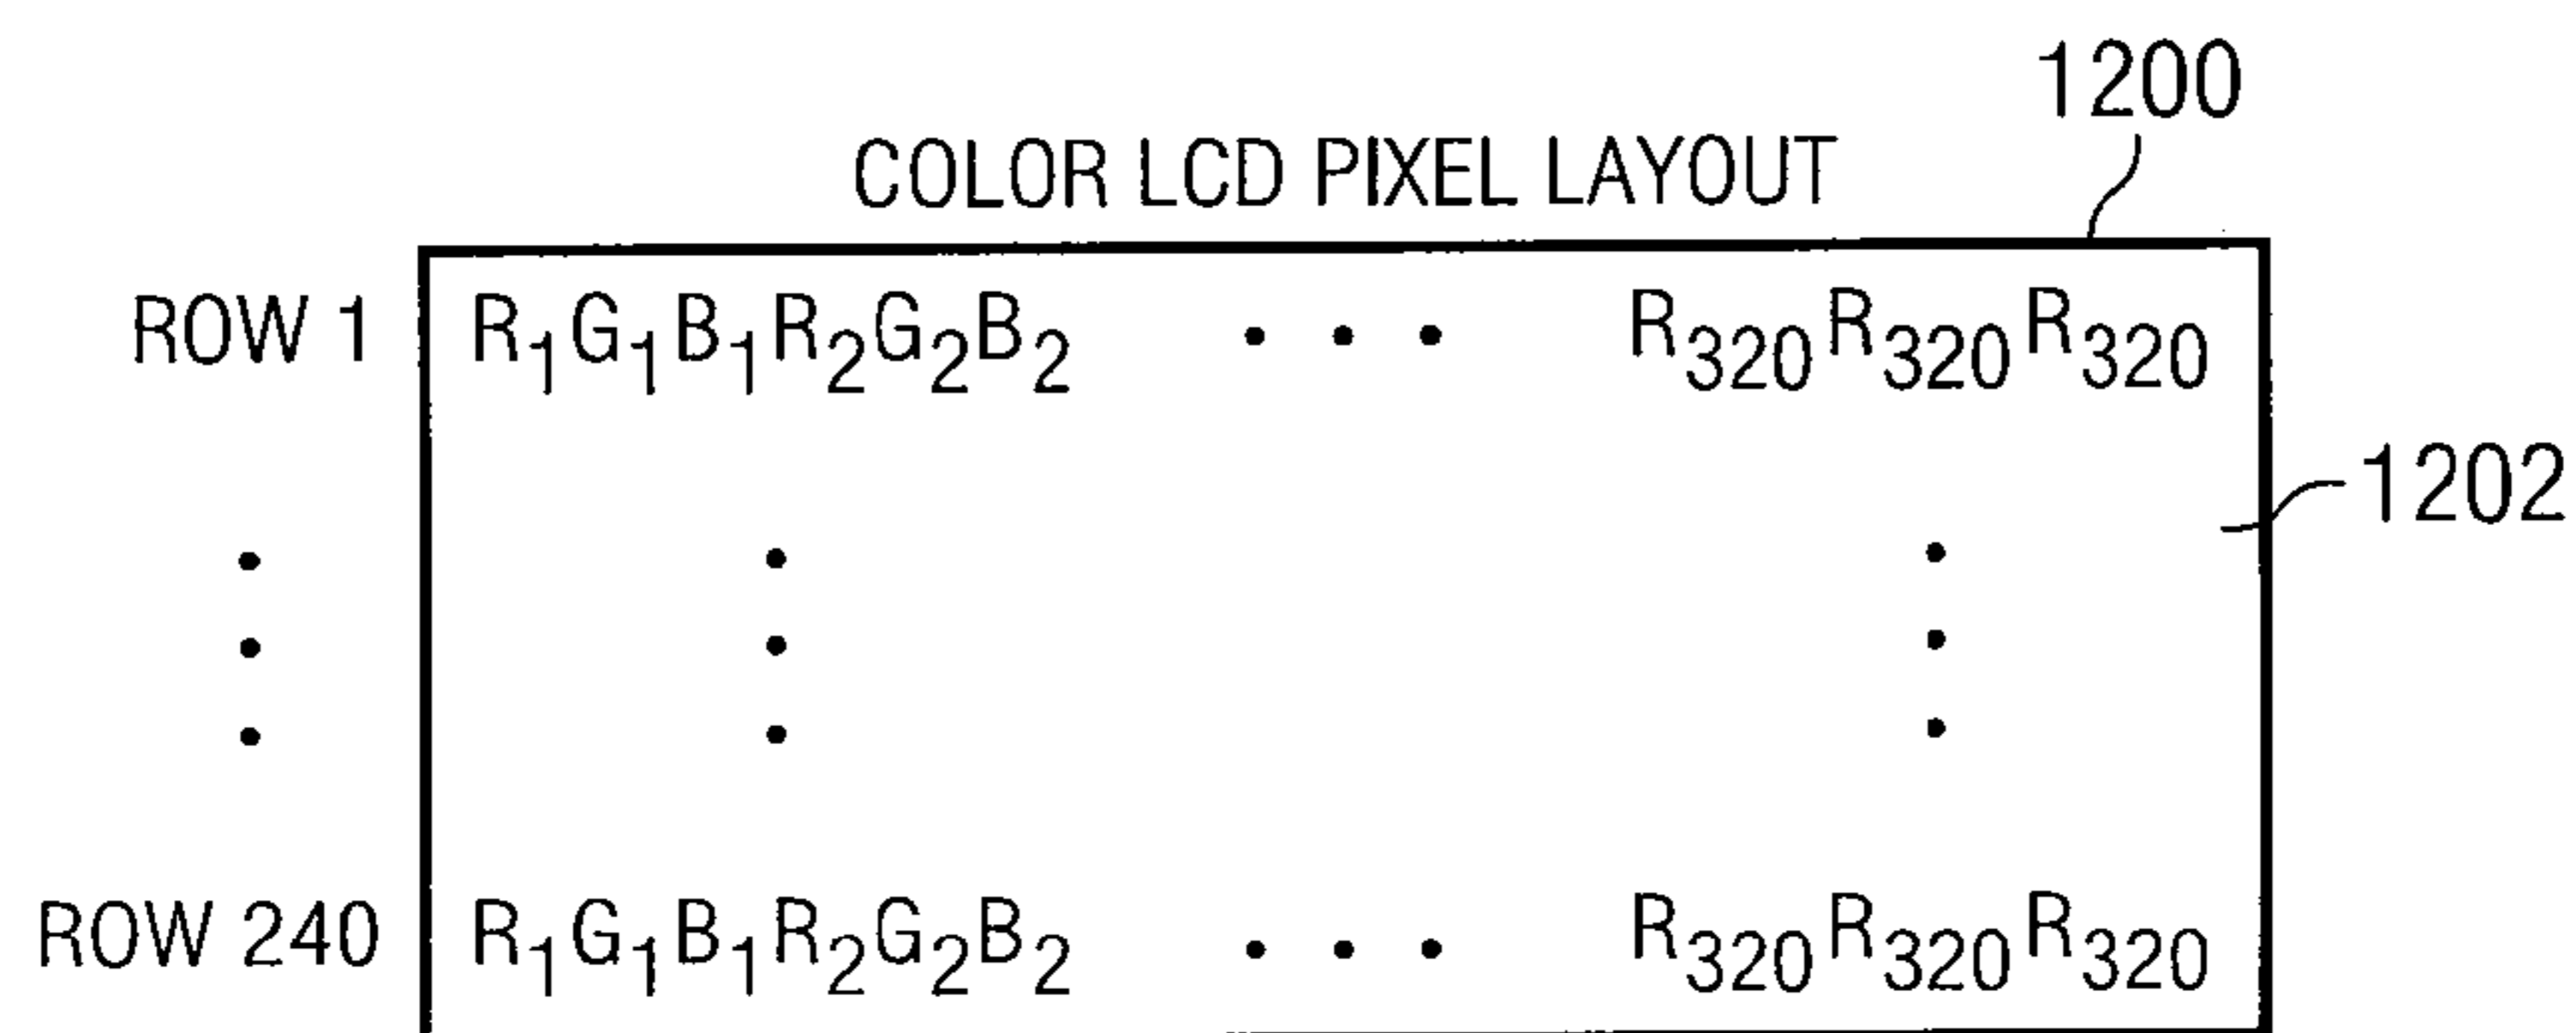 1200
COLOR LCD PIXEL LAYOUT
ROW 1 R₁G₁B₁R₂G₂B₂ • • • R₃₂₀R₃₂₀R₃₂₀
1202
ROW 240 R₁G₁B₁R₂G₂B₂ • • • R₃₂₀R₃₂₀R₃₂₀